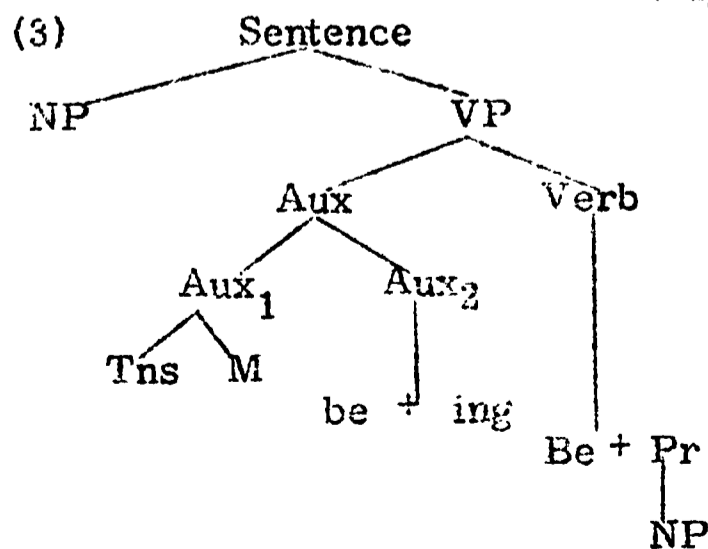 (3) Sentence
NP VP
Aux Verb
Aux₁ Aux₂
Tns M
be + ing
Be + Pr
NP